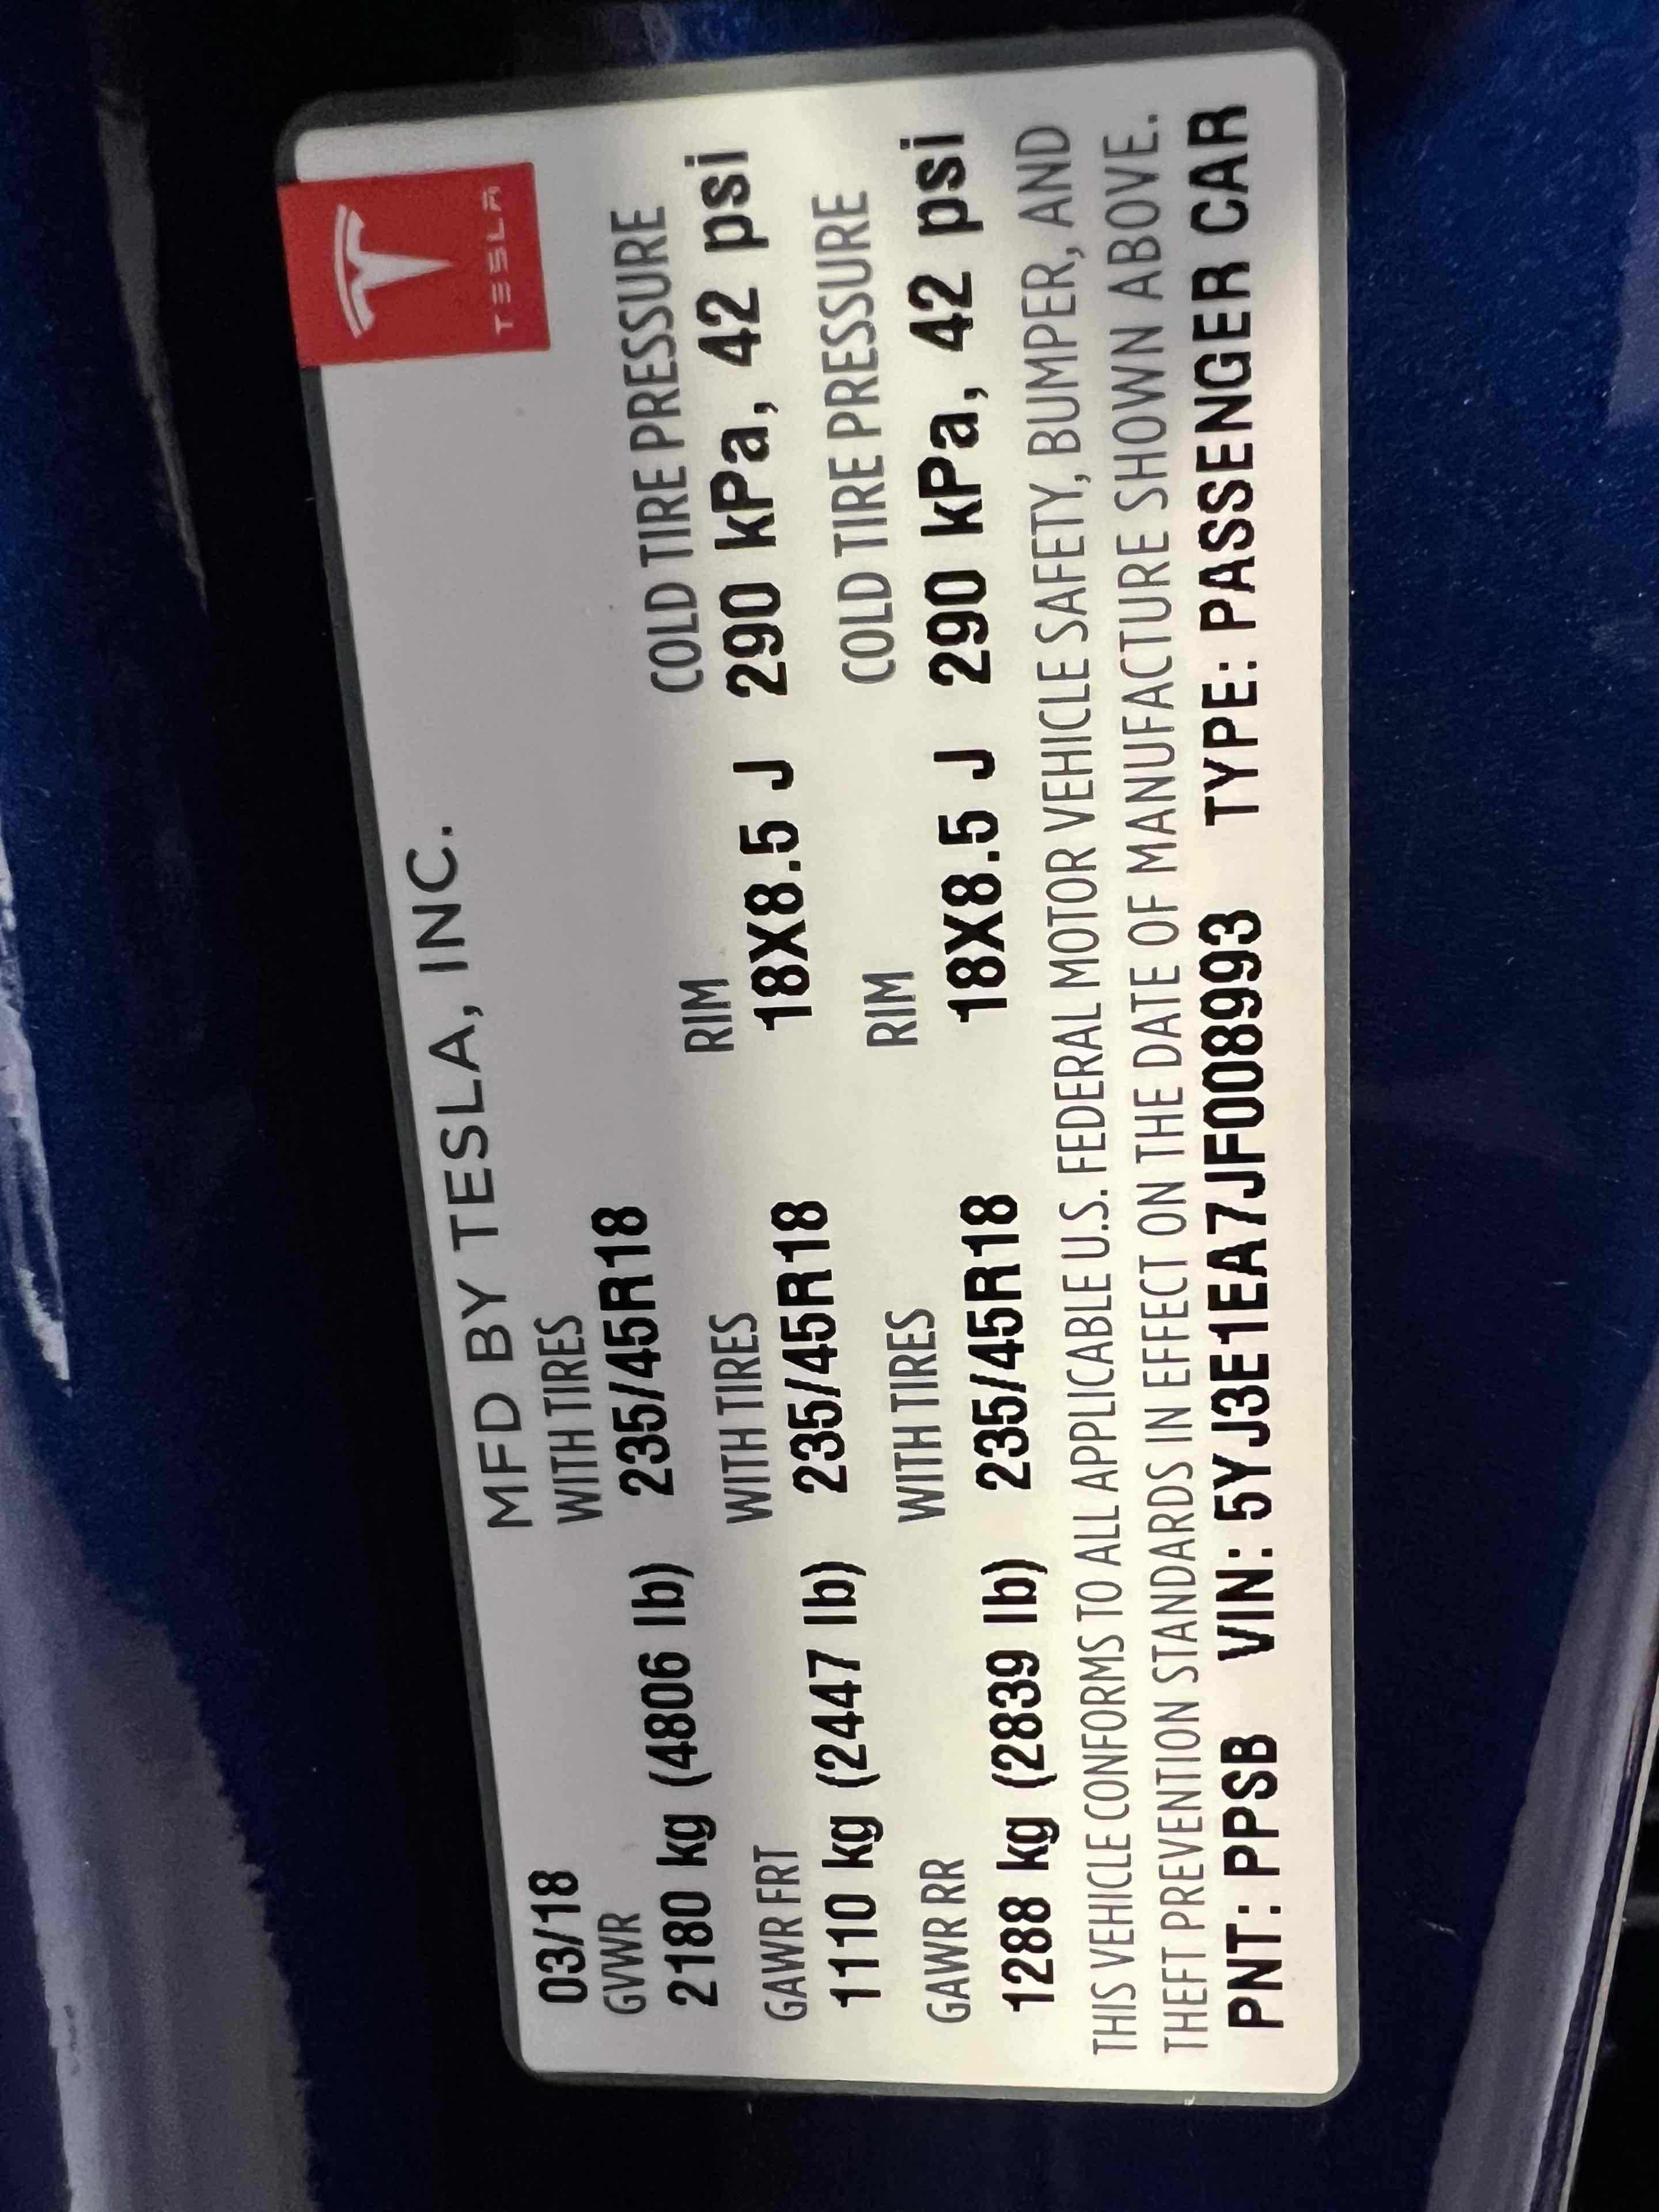 TESLA
MFD BY TESLA, INC.
03/18
GVWR WITH TIRES
2180 kg (4806 lb) 235/45R18
RIM COLD TIRE PRESSURE
GAWR FRT WITH TIRES 18X8.5 J 290 kPa, 42 psi
1110 kg (2447 lb) 235/45R18
RIM COLD TIRE PRESSURE
GAWR RR WITH TIRES 18X8.5 J 290 kPa, 42 psi
1288 kg (2839 lb) 235/45R18
THIS VEHICLE CONFORMS TO ALL APPLICABLE U.S. FEDERAL MOTOR VEHICLE SAFETY, BUMPER, AND
THEFT PREVENTION STANDARDS IN EFFECT ON THE DATE OF MANUFACTURE SHOWN ABOVE.
PNT: PPSB VIN: 5YJ3E1EA7JF008993 TYPE: PASSENGER CAR